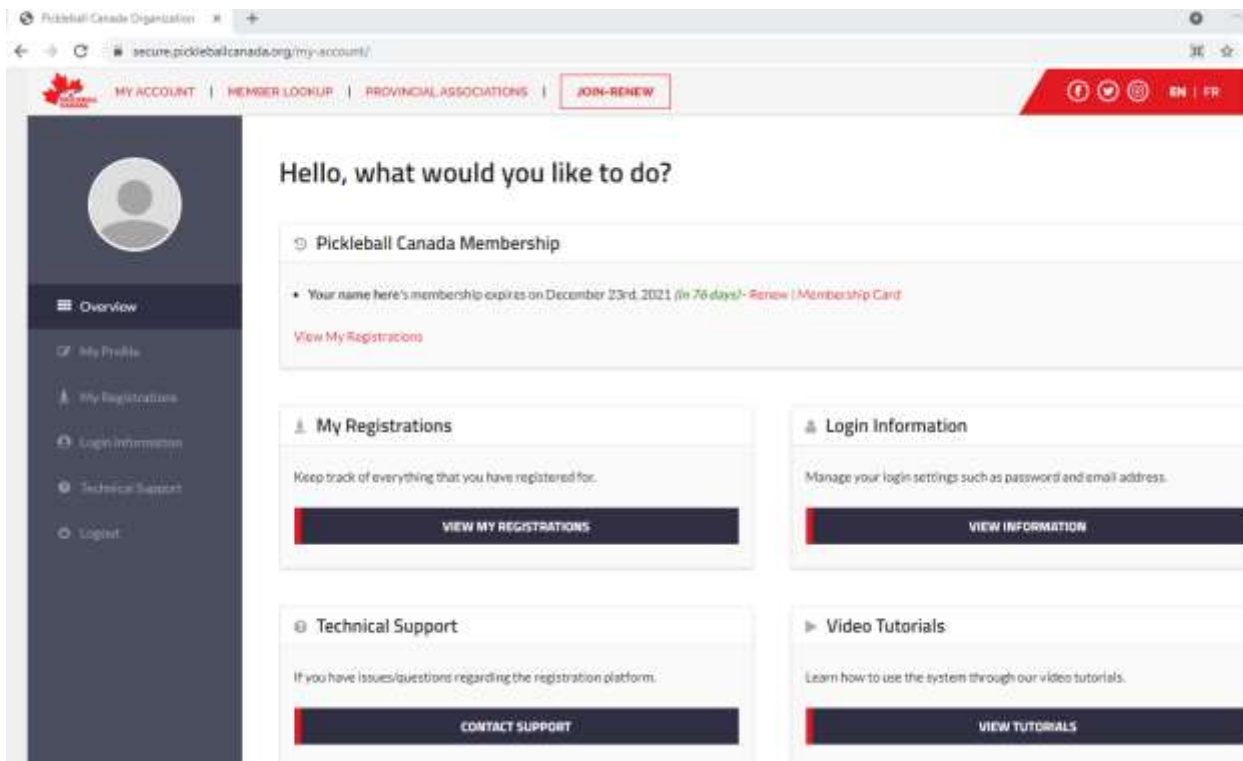 Pickleball Canada Organization
secure.pickleballcanada.org/my-account/
MY ACCOUNT | MEMBER LOOKUP | PROVINCIAL ASSOCIATIONS | JOIN-RENEW
EN | FR
PICKLEBALL
CANADA
Hello, what would you like to do?
Pickleball Canada Membership
• Your name here's membership expires on December 23rd, 2021 (in 76 days)- Renew | Membership Card
View My Registrations
Overview
My Profile
My Registrations
Login Information
Technical Support
Logout
My Registrations
Keep track of everything that you have registered for.
VIEW MY REGISTRATIONS
Login Information
Manage your login settings such as password and email address.
VIEW INFORMATION
Technical Support
If you have issues/questions regarding the registration platform.
CONTACT SUPPORT
Video Tutorials
Learn how to use the system through our video tutorials.
VIEW TUTORIALS